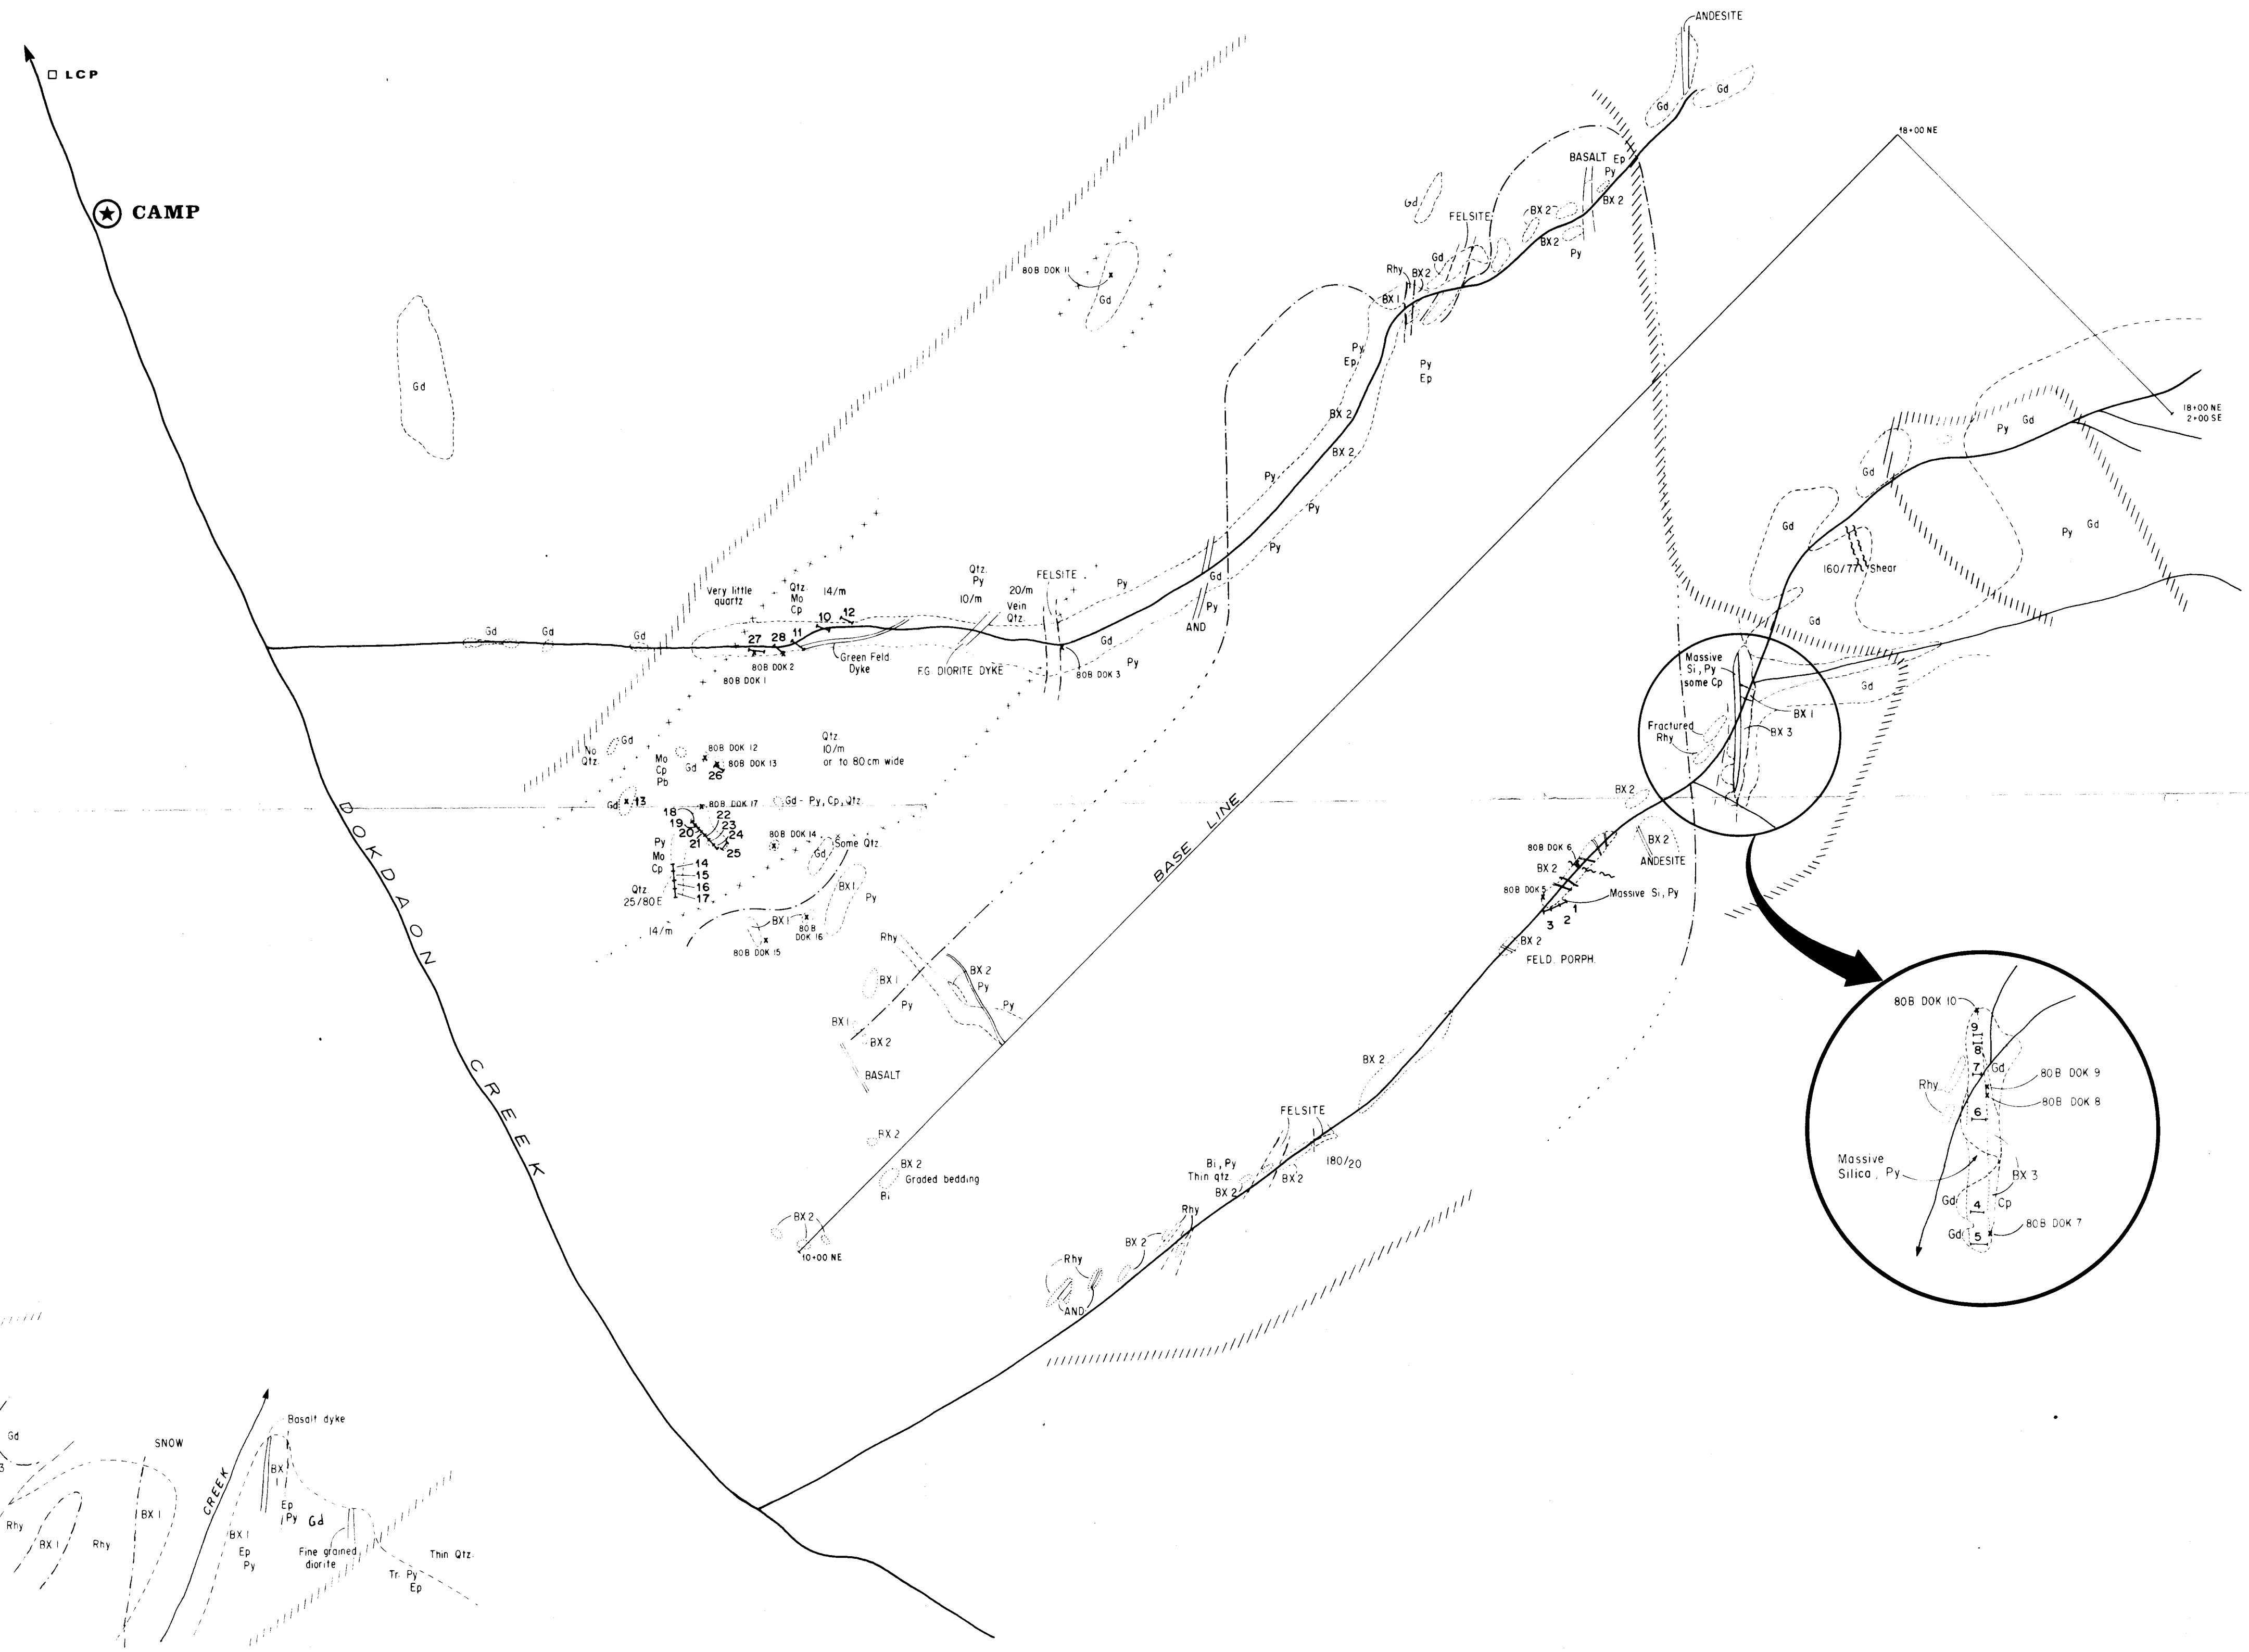 ANDESITE
LCP
Gd
Gd
18+00 NE
BASALT
Ep
Py
BX 2
CAMP
Gd
FELSITE
BX 2
BX 2
Py
80B DOK 11
Gd
Gd
Rhy
BX 2
BX 1
Py
Ep
Py
Ep
Gd
BX 2
BX 2
18+00 NE
2+00 SE
Gd
Py
Gd
Py
Py
Gd
Gd
Py
Gd
160/77 Shear
Py
Very little
quartz
Qtz.
Mo
Cp
14/m
Qtz.
Py
10/m
20/m
Vein
Qtz.
FELSITE
Py
Gd
Py
AND
10
12
Gd
Gd
Gd
27
28
11
Gd
Gd
Py
80B DOK 2
80B DOK 1
Green Feld
Dyke
F.G. DIORITE DYKE
80B DOK 3
Massive
Si, Py
some Cp
Gd
BX 1
BX 3
Fractured
Rhy
No
Qtz.
Gd
Mo
Cp
Pb
Gd
80B DOK 12
80B DOK 13
26
Qtz
10/m
or to 80cm wide
Gd
13
80B DOK 17
Gd - Py, Cp, Qtz
18
19
20
21
22
23
24
25
80B DOK 14
Some Qtz.
Gd
Py
Mo
Cp
14
15
16
17
Qtz
25/80E
14/m
BX 1
Py
BX 1
80B
DOK 16
80B DOK 15
BASE LINE
BX 2
BX 2
ANDESITE
80B DOK 6
BX 2
80B DOK 5
Massive Si, Py
1
2
3
BX 2
FELD. PORPH.
DOKDAON CREEK
Rhy
BX 2
Py
Py
BX 1
Py
BX 1
BX 2
BASALT
BX 2
BX 2
Graded bedding
Bi
BX 2
10+00 NE
BX 2
FELSITE
180/20
Bi, Py
Thin qtz.
BX 2
BX 2
Rhy
BX 2
Rhy
AND.
80B DOK 10
9
8
7
Gd
80B DOK 9
80B DOK 8
Rhy
6
Massive
Silica, Py
BX 3
Gd
4
Cp
Gd
5
80B DOK 7
Gd
3
SNOW
CREEK
Basalt dyke
BX
1
Ep
Py
Gd
BX 1
Rhy
BX 1
Rhy
BX 1
Ep
Py
Fine grained
diorite
Thin Qtz.
Tr. Py
Ep